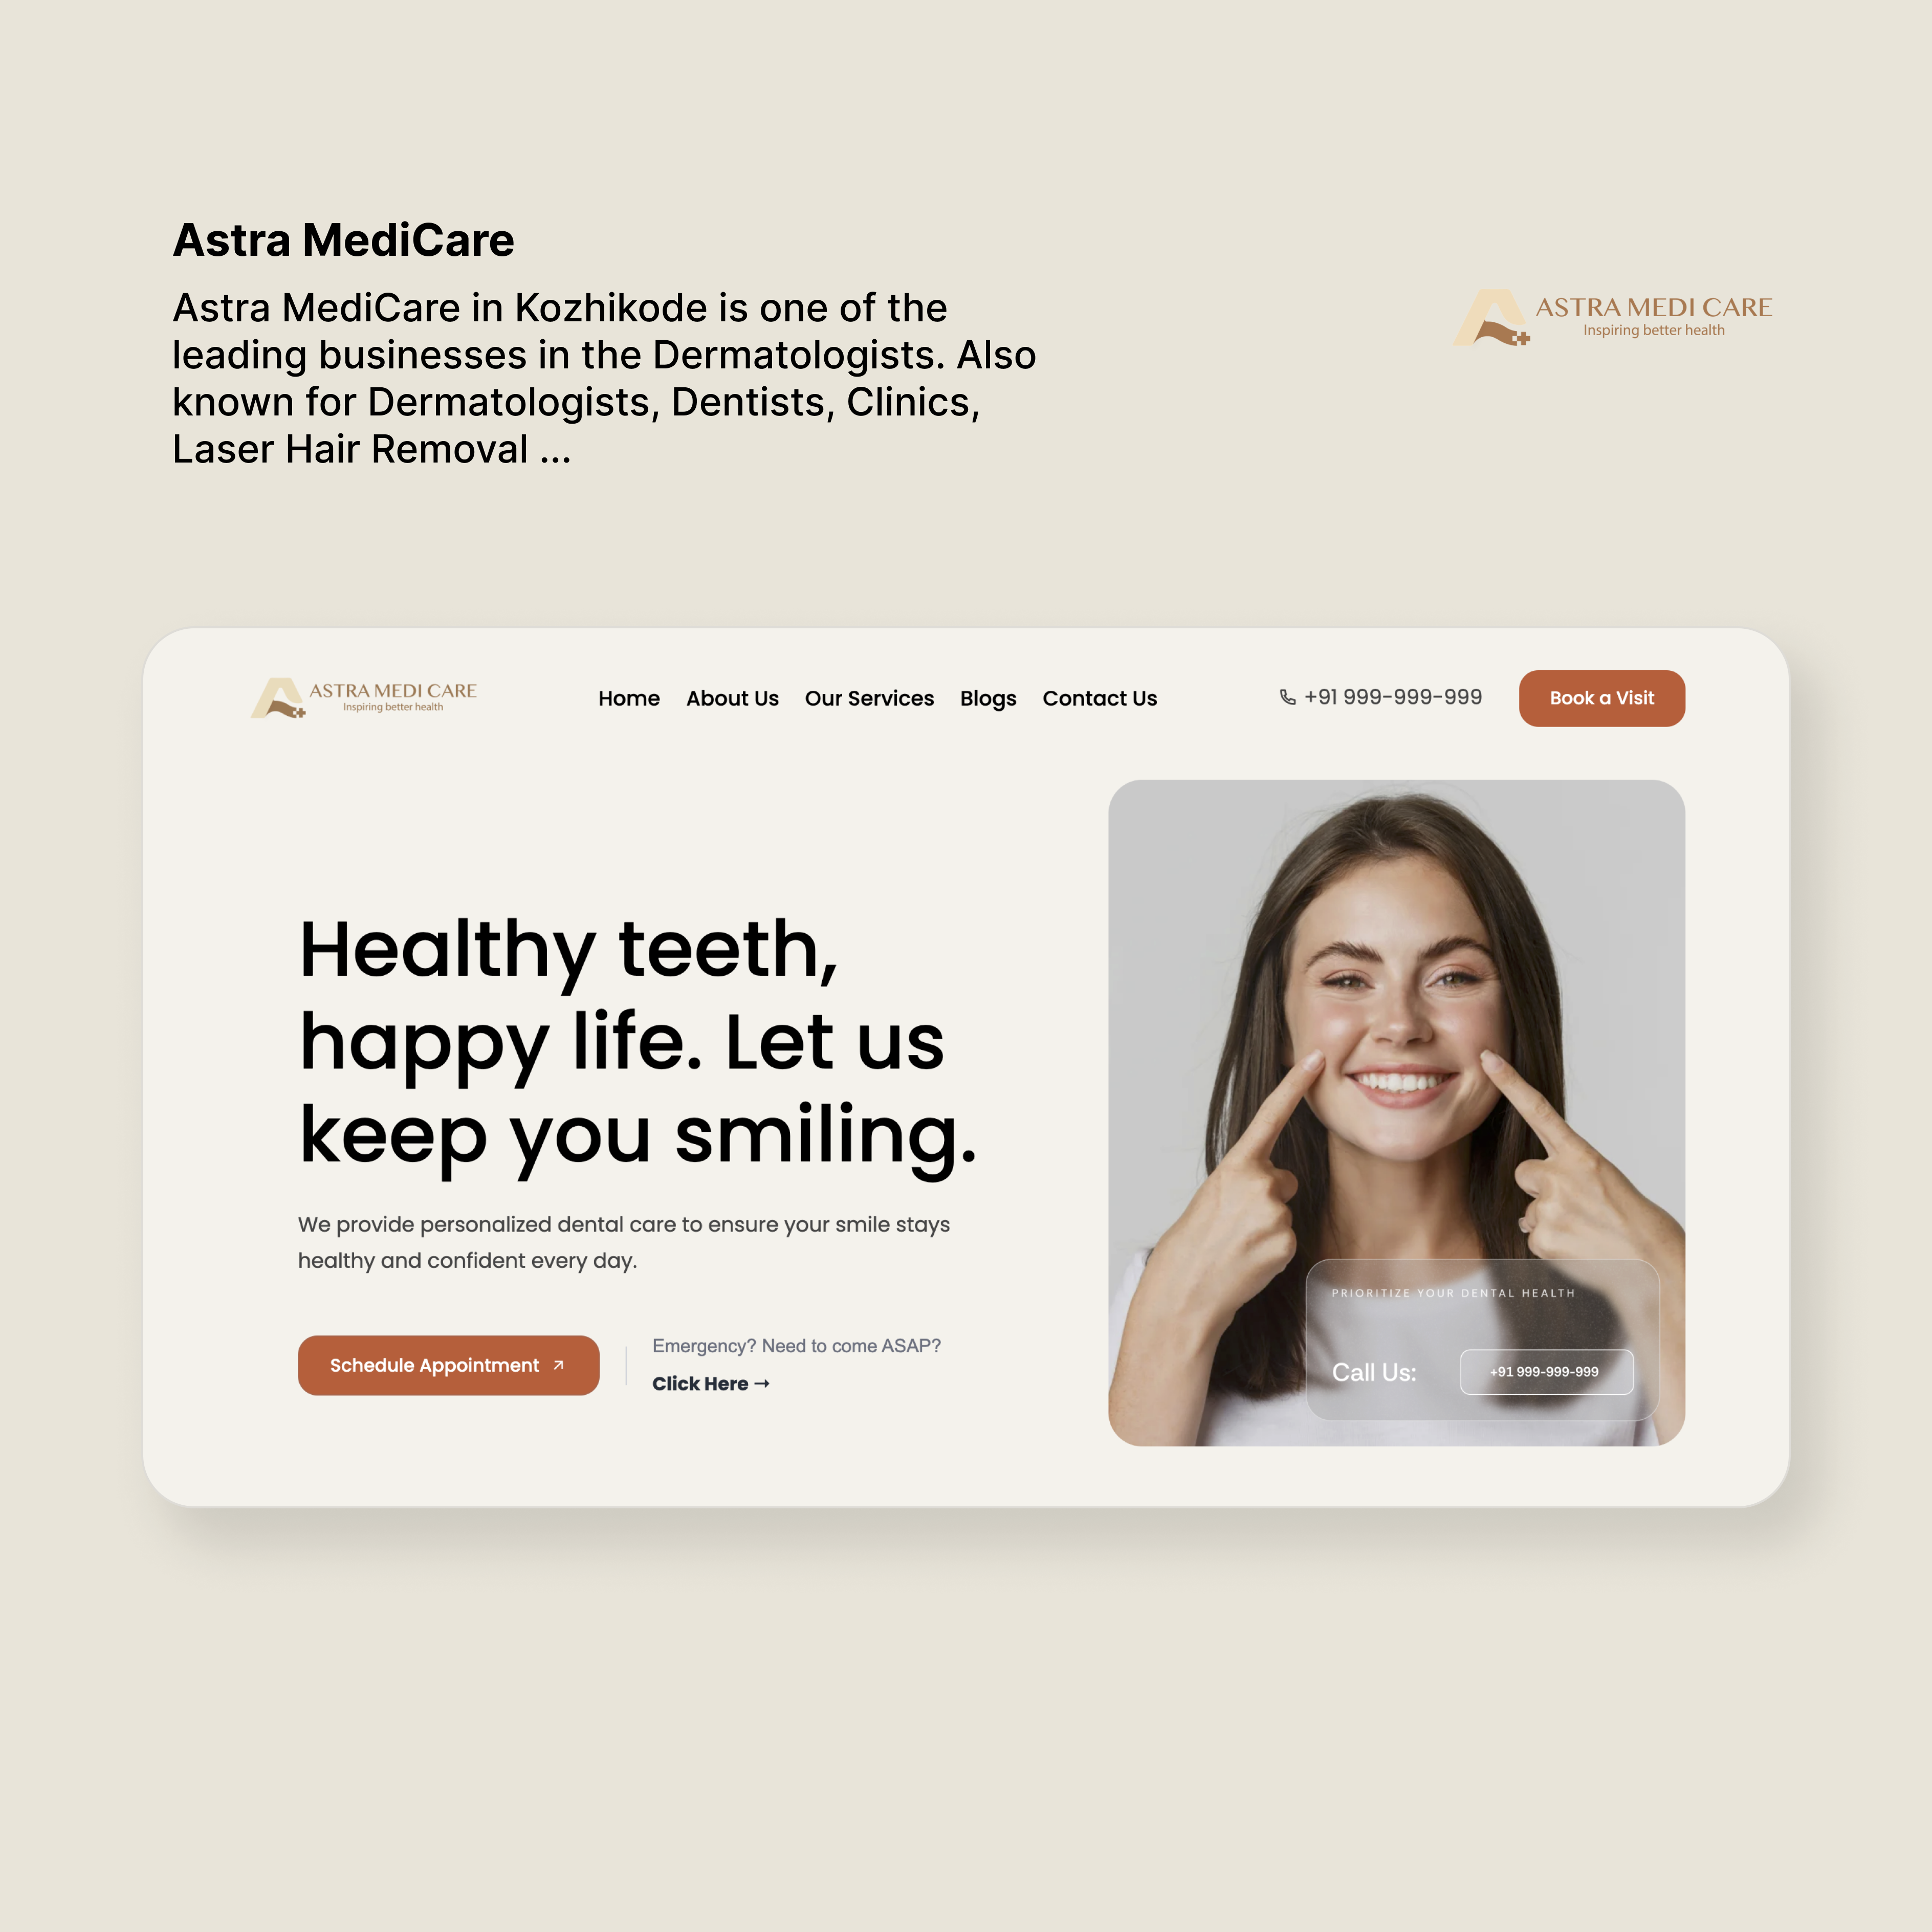 Astra MediCare
Astra MediCare in Kozhikode is one of the
leading businesses in the Dermatologists. Also
known for Dermatologists, Dentists, Clinics,
Laser Hair Removal ...
ASTRA MEDI CARE
Inspiring better health
ASTRA MEDI CARE
Inspiring better health
Home About Us Our Services Blogs Contact Us
+91 999-999-999
Book a Visit
Healthy teeth,
happy life. Let us
keep you smiling.
We provide personalized dental care to ensure your smile stays
healthy and confident every day.
Schedule Appointment
Emergency? Need to come ASAP?
Click Here →
PRIORITIZE YOUR DENTAL HEALTH
Call Us:
+91 999-999-999